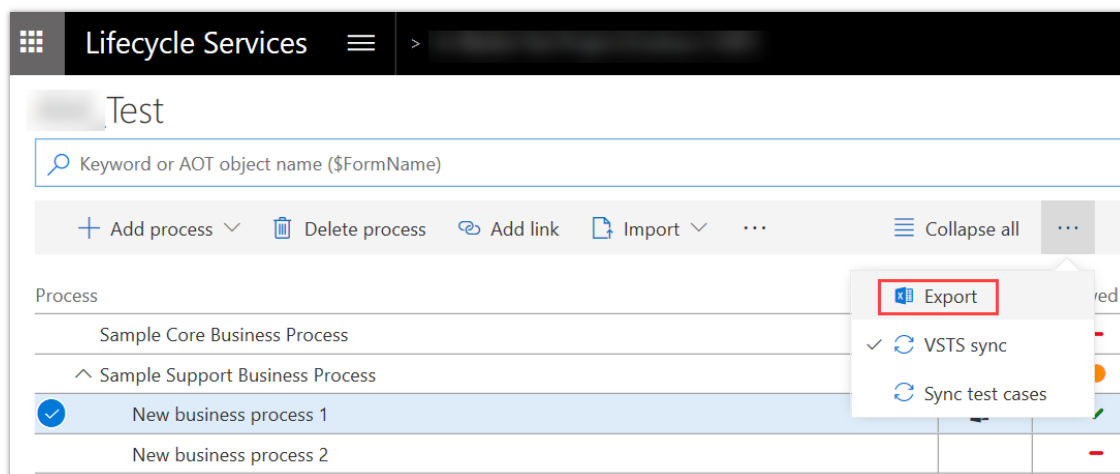 Lifecycle Services
>
_Test
Keyword or AOT object name ($FormName)
Add process Delete process Add link Import ... Collapse all ...
Process
Export
VSTS sync
Sync test cases
Sample Core Business Process
Sample Support Business Process
New business process 1
New business process 2